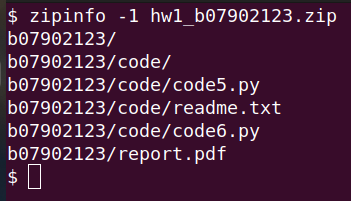 $ zipinfo -1 hw1_b07902123.zip
b07902123/
b07902123/code/
b07902123/code/code5.py
b07902123/code/readme.txt
b07902123/code/code6.py
b07902123/report.pdf
$